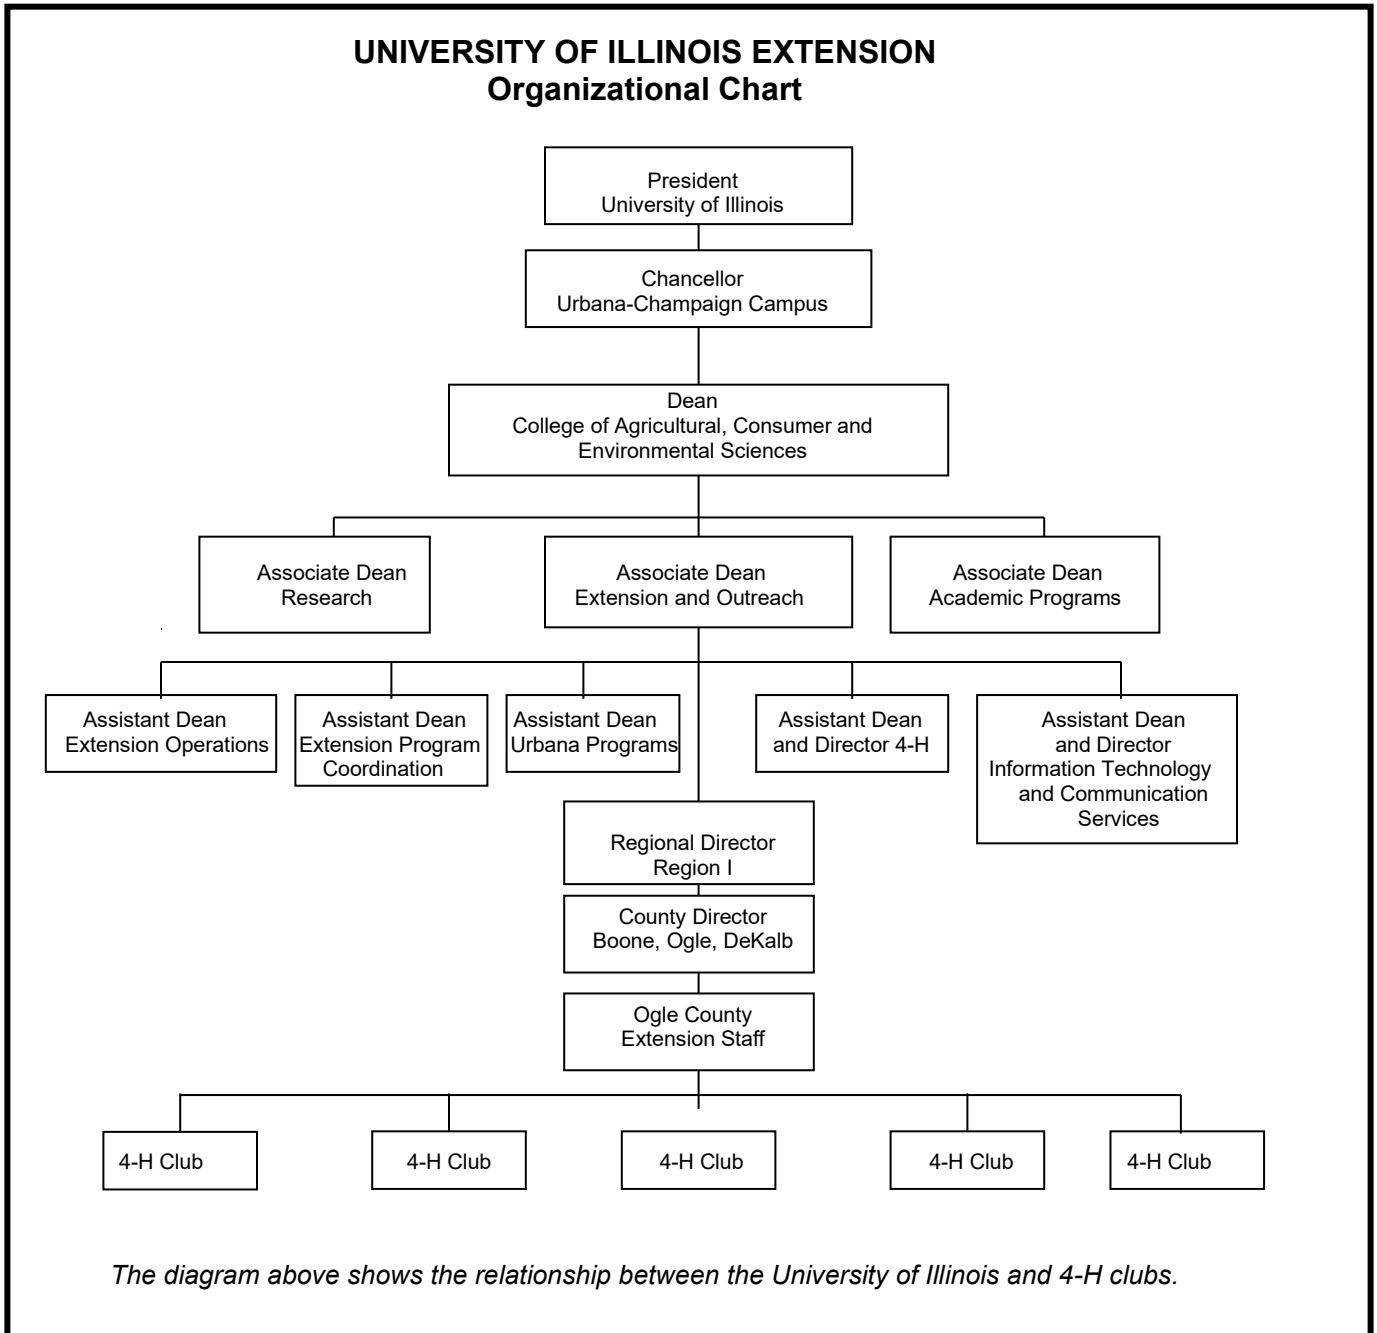 UNIVERSITY OF ILLINOIS EXTENSION
Organizational Chart
President
University of Illinois
Chancellor
Urbana-Champaign Campus
Dean
College of Agricultural, Consumer and
Environmental Sciences
Associate Dean
Research
Associate Dean
Extension and Outreach
Associate Dean
Academic Programs
Assistant Dean
Extension Operations
Assistant Dean
Extension Program
Coordination
Assistant Dean
Urbana Programs
Assistant Dean
and Director 4-H
Assistant Dean
and Director
Information Technology
and Communication
Services
Regional Director
Region I
County Director
Boone, Ogle, DeKalb
Ogle County
Extension Staff
4-H Club
4-H Club
4-H Club
4-H Club
4-H Club
The diagram above shows the relationship between the University of Illinois and 4-H clubs.